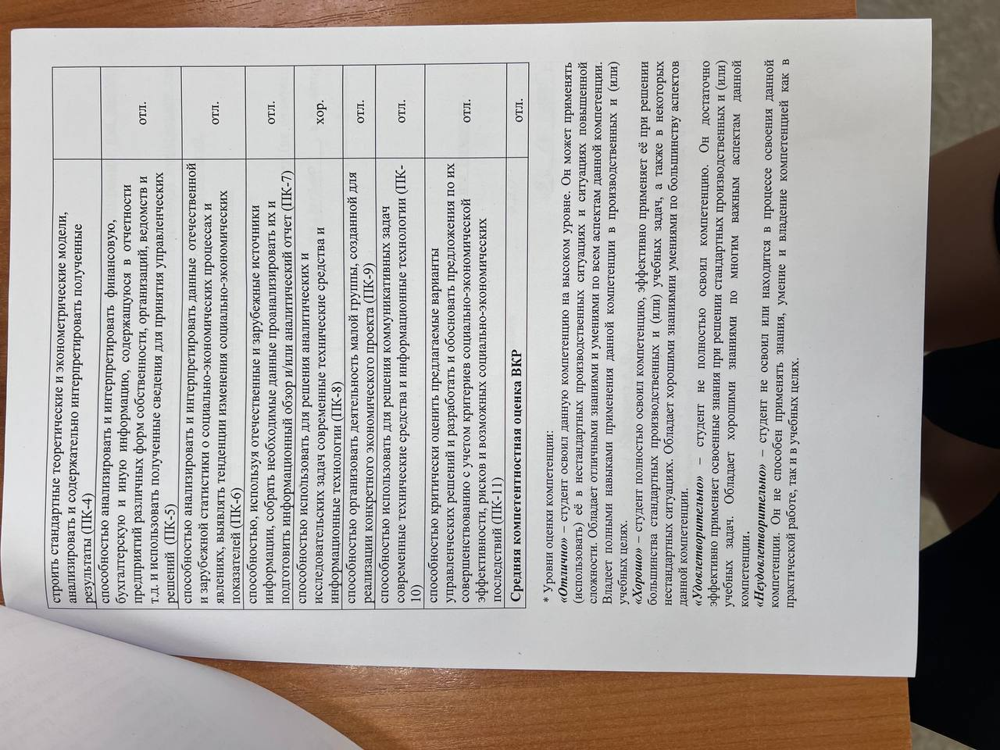 строить стандартные теоретические и эконометрические модели,
анализировать и содержательно интерпретировать полученные
результаты (ПК-4)
способностью анализировать и интерпретировать финансовую,
бухгалтерскую и иную информацию, содержащуюся в отчетности
предприятий различных форм собственности, организаций, ведомств и
т.д. и использовать полученные сведения для принятия управленческих
решений (ПК-5)
отл.
способностью анализировать и интерпретировать данные отечественной
и зарубежной статистики о социально-экономических процессах и
явлениях, выявлять тенденции изменения социально-экономических
показателей (ПК-6)
отл.
способностью, используя отечественные и зарубежные источники
информации, собрать необходимые данные проанализировать их и
подготовить информационный обзор и/или аналитический отчет (ПК-7)
отл.
способностью использовать для решения аналитических и
исследовательских задач современные технические средства и
информационные технологии (ПК-8)
хор.
способностью организовать деятельность малой группы, созданной для
реализации конкретного экономического проекта (ПК-9)
отл.
способностью использовать для решения коммуникативных задач
современные технические средства и информационные технологии (ПК-
10)
отл.
способностью критически оценить предлагаемые варианты
управленческих решений и разработать и обосновать предложения по их
совершенствованию с учетом критериев социально-экономической
эффективности, рисков и возможных социально-экономических
последствий (ПК-11)
отл.
Средняя компетентностная оценка ВКР
отл.
* Уровни оценки компетенции:
«Отлично» – студент освоил данную компетенцию на высоком уровне. Он может применять
(использовать) её в нестандартных производственных ситуациях и ситуациях повышенной
сложности. Обладает отличными знаниями и умениями по всем аспектам данной компетенции.
Владеет полными навыками применения данной компетенции в производственных и (или)
учебных целях.
«Хорошо» – студент полностью освоил компетенцию, эффективно применяет её при решении
большинства стандартных производственных и (или) учебных задач, а также в некоторых
нестандартных ситуациях. Обладает хорошими знаниями умениями по большинству аспектов
данной компетенции.
«Удовлетворительно» – студент не полностью освоил компетенцию. Он достаточно
эффективно применяет освоенные знания при решении стандартных производственных и (или)
учебных задач. Обладает хорошими знаниями по многим важным аспектам данной
компетенции.
«Неудовлетворительно» – студент не освоил или находится в процессе освоения данной
компетенции. Он не способен применять знания, умение и владение компетенцией как в
практической работе, так и в учебных целях.